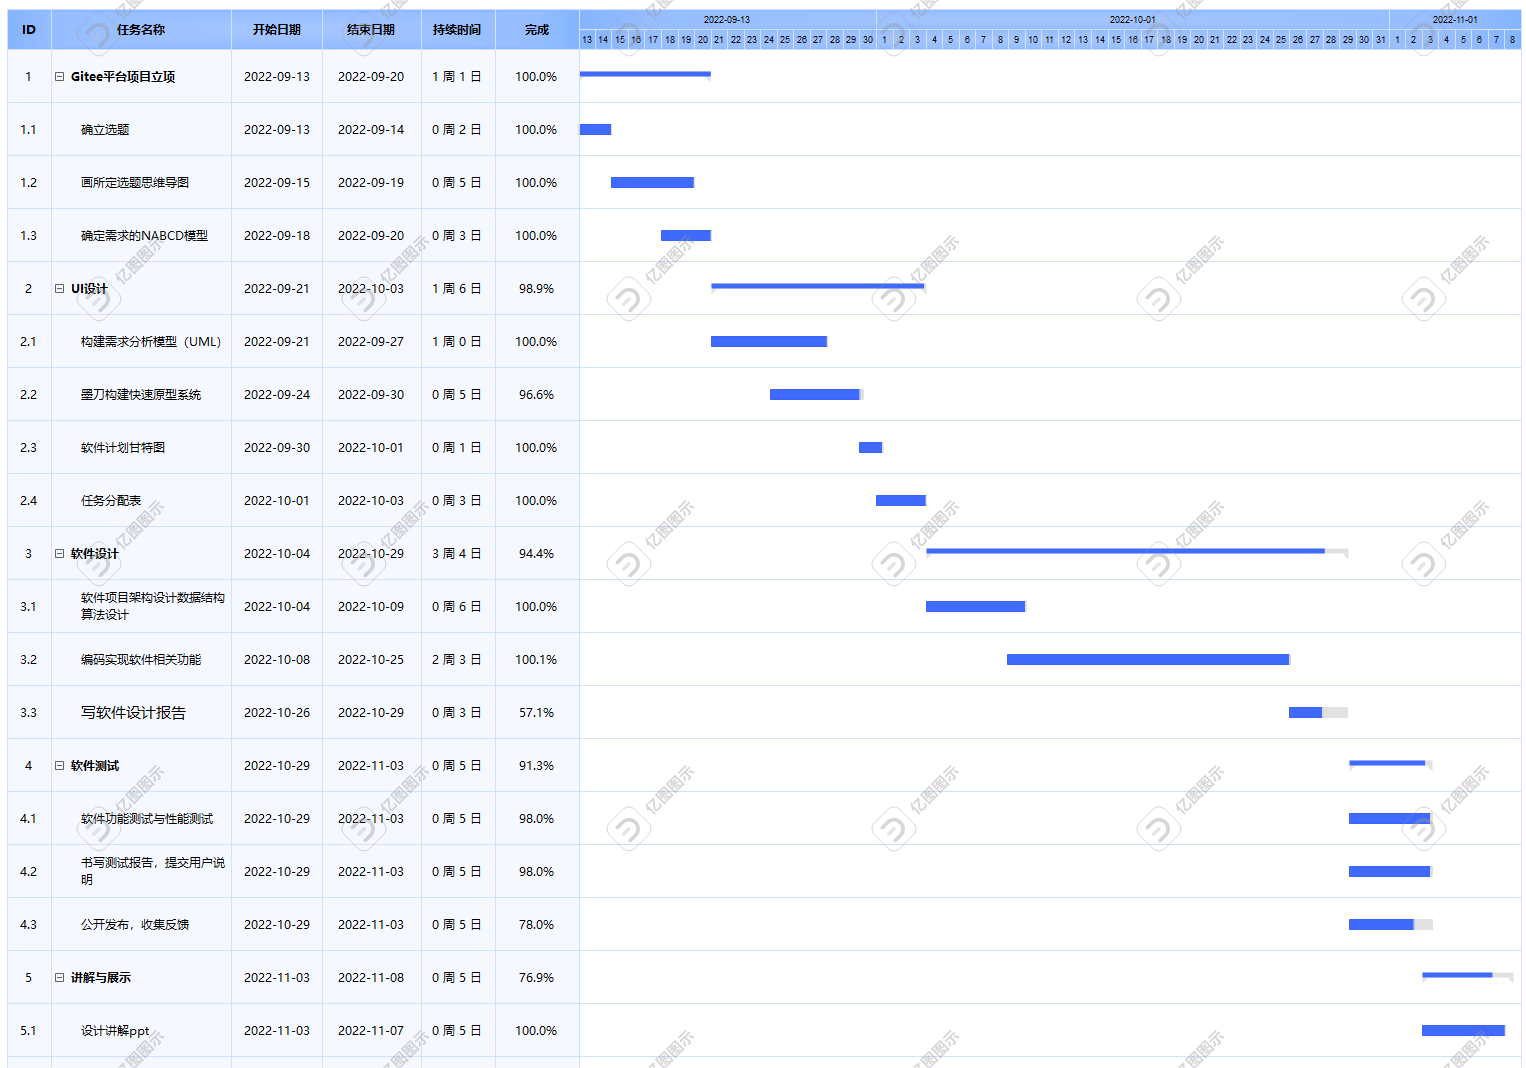 ID 任务名称 开始日期 结束日期 持续时间 完成 2022-09-13 2022-10-01 2022-11-01
13 14 15 16 17 18 19 20 21 22 23 24 25 26 27 28 29 30 1 2 3 4 5 6 7 8 9 10 11 12 13 14 15 16 17 18 19 20 21 22 23 24 25 26 27 28 29 30 31 1 2 3 4 5 6 7 8
1 Gitee平台项目立项 2022-09-13 2022-09-20 1 周 1 日 100.0%
1.1 确立选题 2022-09-13 2022-09-14 0 周 2 日 100.0%
1.2 画所定选题思维导图 2022-09-15 2022-09-19 0 周 5 日 100.0%
1.3 确定需求的NABCD模型 2022-09-18 2022-09-20 0 周 3 日 100.0%
2 UI设计 2022-09-21 2022-10-03 1 周 6 日 98.9%
2.1 构建需求分析模型（UML） 2022-09-21 2022-09-27 1 周 0 日 100.0%
2.2 墨刀构建快速原型系统 2022-09-24 2022-09-30 0 周 5 日 96.6%
2.3 软件计划甘特图 2022-09-30 2022-10-01 0 周 1 日 100.0%
2.4 任务分配表 2022-10-01 2022-10-03 0 周 3 日 100.0%
3 软件设计 2022-10-04 2022-10-29 3 周 4 日 94.4%
3.1 软件项目架构设计数据结构
算法设计 2022-10-04 2022-10-09 0 周 6 日 100.0%
3.2 编码实现软件相关功能 2022-10-08 2022-10-25 2 周 3 日 100.1%
3.3 写软件设计报告 2022-10-26 2022-10-29 0 周 3 日 57.1%
4 软件测试 2022-10-29 2022-11-03 0 周 5 日 91.3%
4.1 软件功能测试与性能测试 2022-10-29 2022-11-03 0 周 5 日 98.0%
4.2 书写测试报告，提交用户说
明 2022-10-29 2022-11-03 0 周 5 日 98.0%
4.3 公开发布，收集反馈 2022-10-29 2022-11-03 0 周 5 日 78.0%
5 讲解与展示 2022-11-03 2022-11-08 0 周 5 日 76.9%
5.1 设计讲解ppt 2022-11-03 2022-11-07 0 周 5 日 100.0%
亿图图示